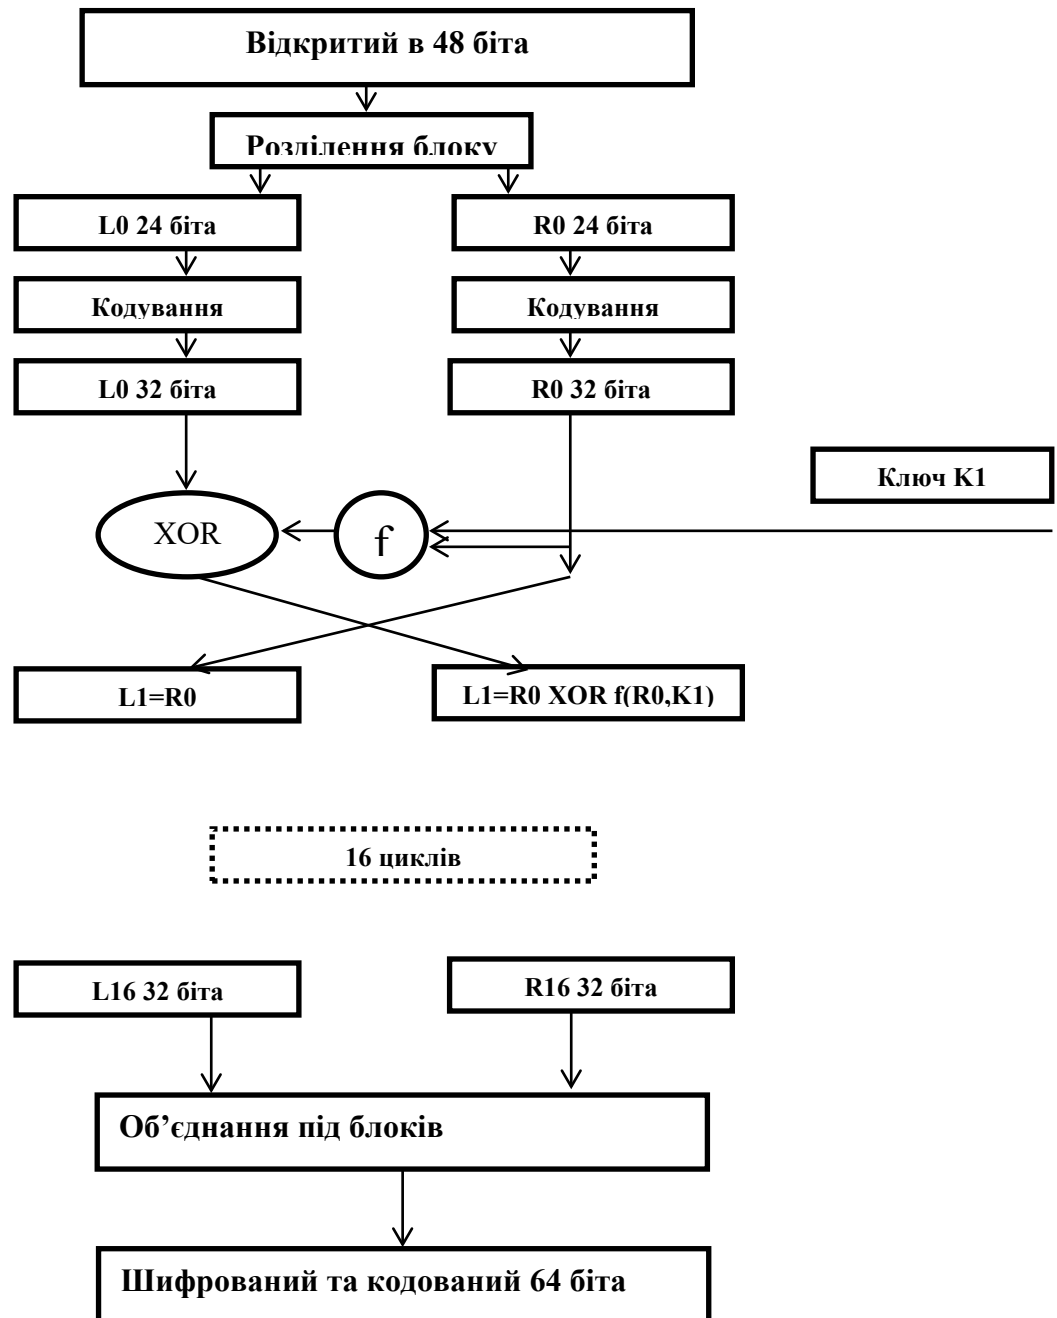 Відкритий в 48 біта
Розділення блоку
L0 24 біта
R0 24 біта
Кодування
Кодування
L0 32 біта
R0 32 біта
Ключ K1
XOR
f
L1=R0
L1=R0 XOR f(R0,K1)
16 циклів
L16 32 біта
R16 32 біта
Об’єднання під блоків
Шифрований та кодований 64 біта